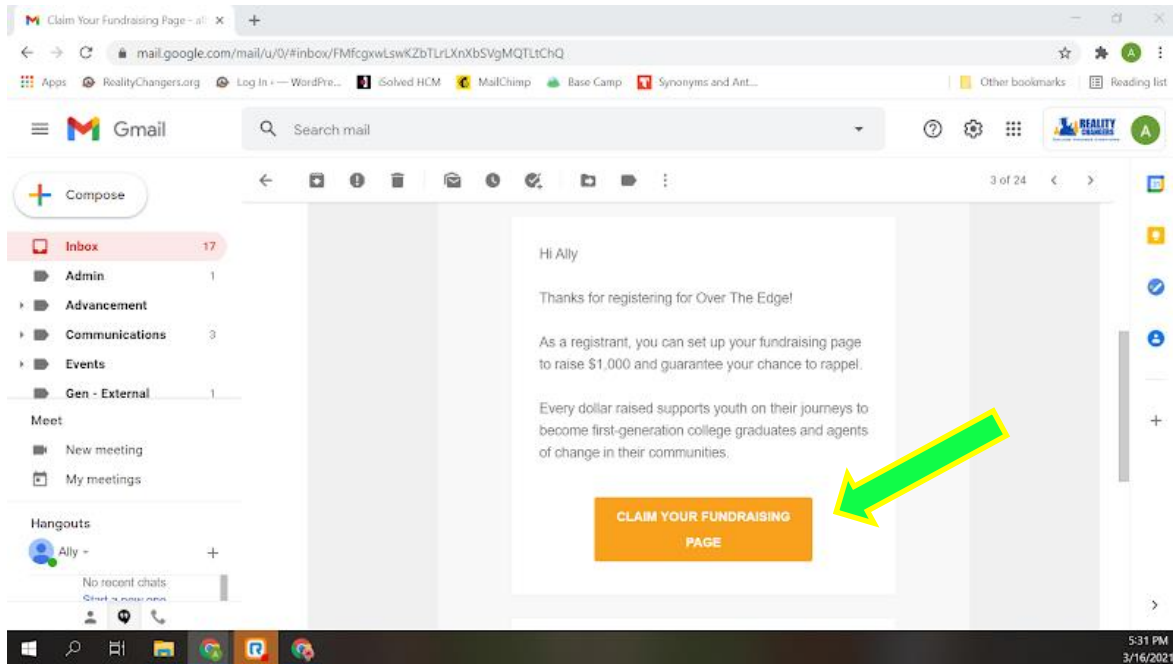 Claim Your Fundraising Page - all
mail.google.com/mail/u/0/#inbox/FMfcgxwLswKZbTLrLXnXbSVgMQTLtChQ
A
Apps RealityChangers.org Log In ‹ — WordPre... iSolved HCM MailChimp Base Camp Synonyms and Ant... Other bookmarks Reading list
Gmail
Search mail
REALITY
CHANGERS
A
Compose
3 of 24
Inbox 17
Admin 1
Advancement
Communications 3
Events
Gen - External 1
Meet
New meeting
My meetings
Hangouts
Ally
No recent chats
Start a new one
Hi Ally
Thanks for registering for Over The Edge!
As a registrant, you can set up your fundraising page
to raise $1,000 and guarantee your chance to rappel.
Every dollar raised supports youth on their journeys to
become first-generation college graduates and agents
of change in their communities.
CLAIM YOUR FUNDRAISING
PAGE
5:31 PM
3/16/2021